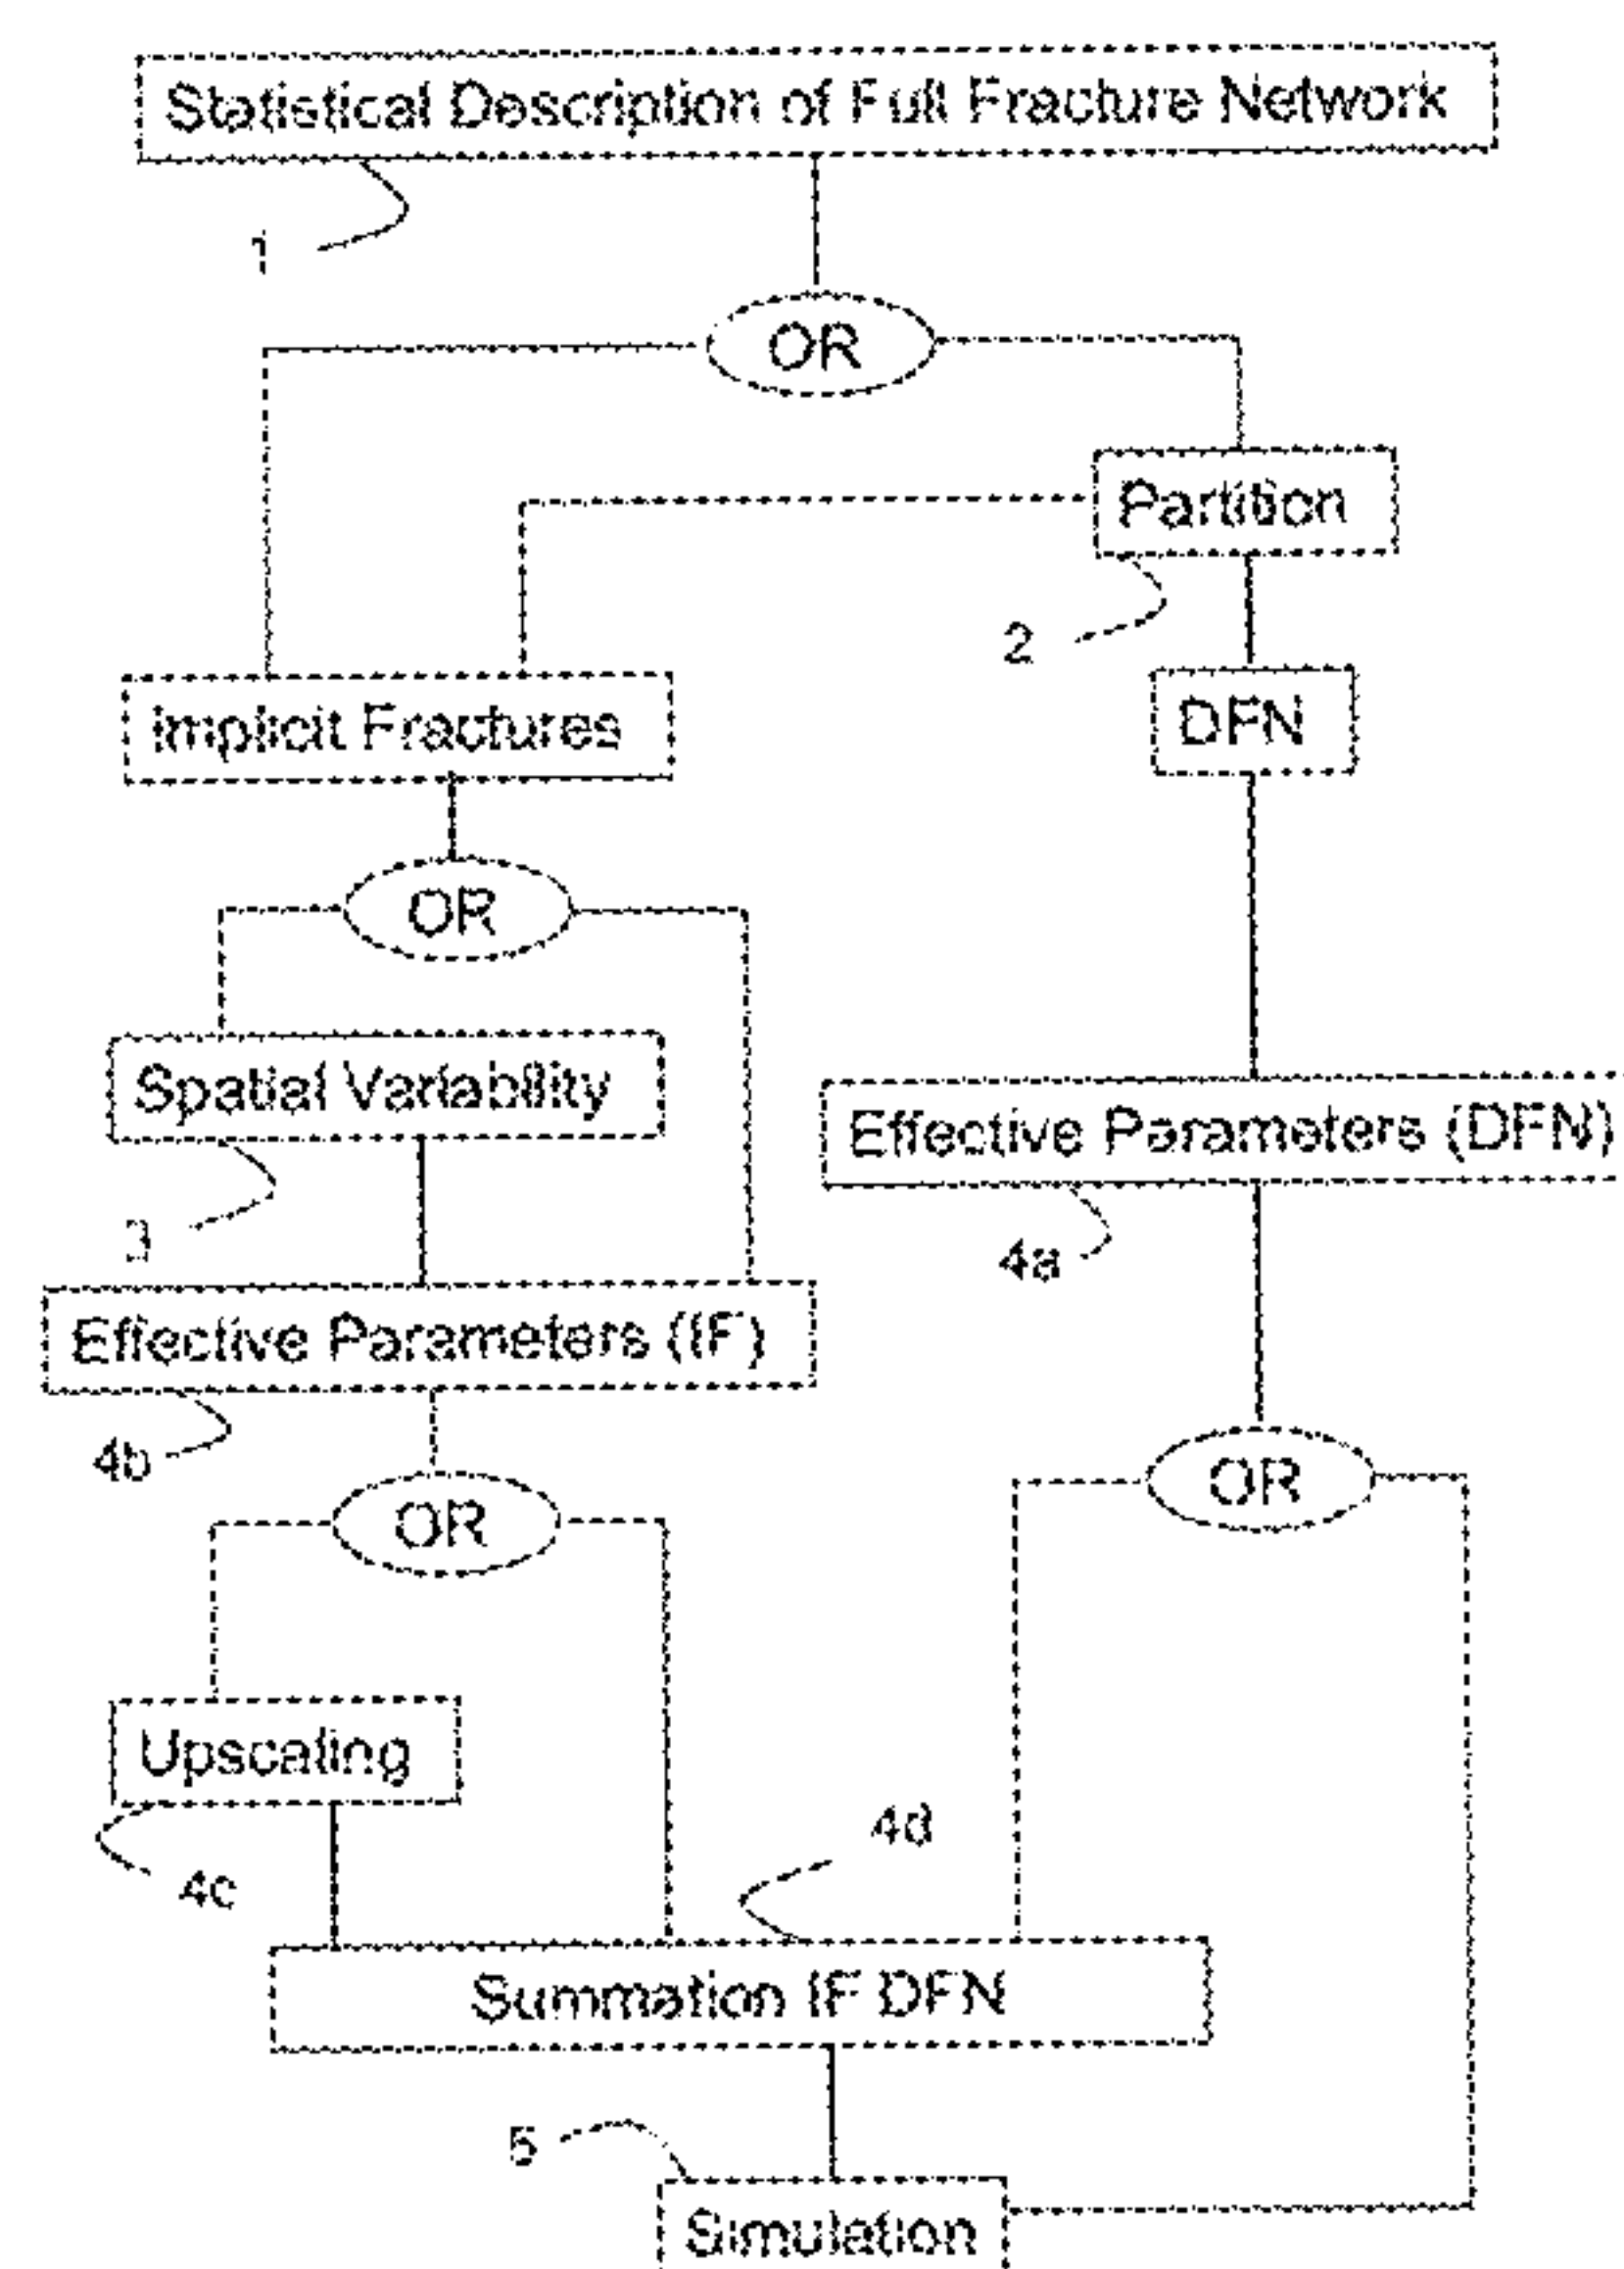 Statistical Description of Full Fracture Network
1
OR
Partition
2
Implicit Fractures
DFN
OR
Spatial Variability
Effective Parameters (DFN)
3
4a
Effective Parameters (IF)
4b
OR
OR
Upscaling
4d
4c
Summation IF DFN
5
Simulation